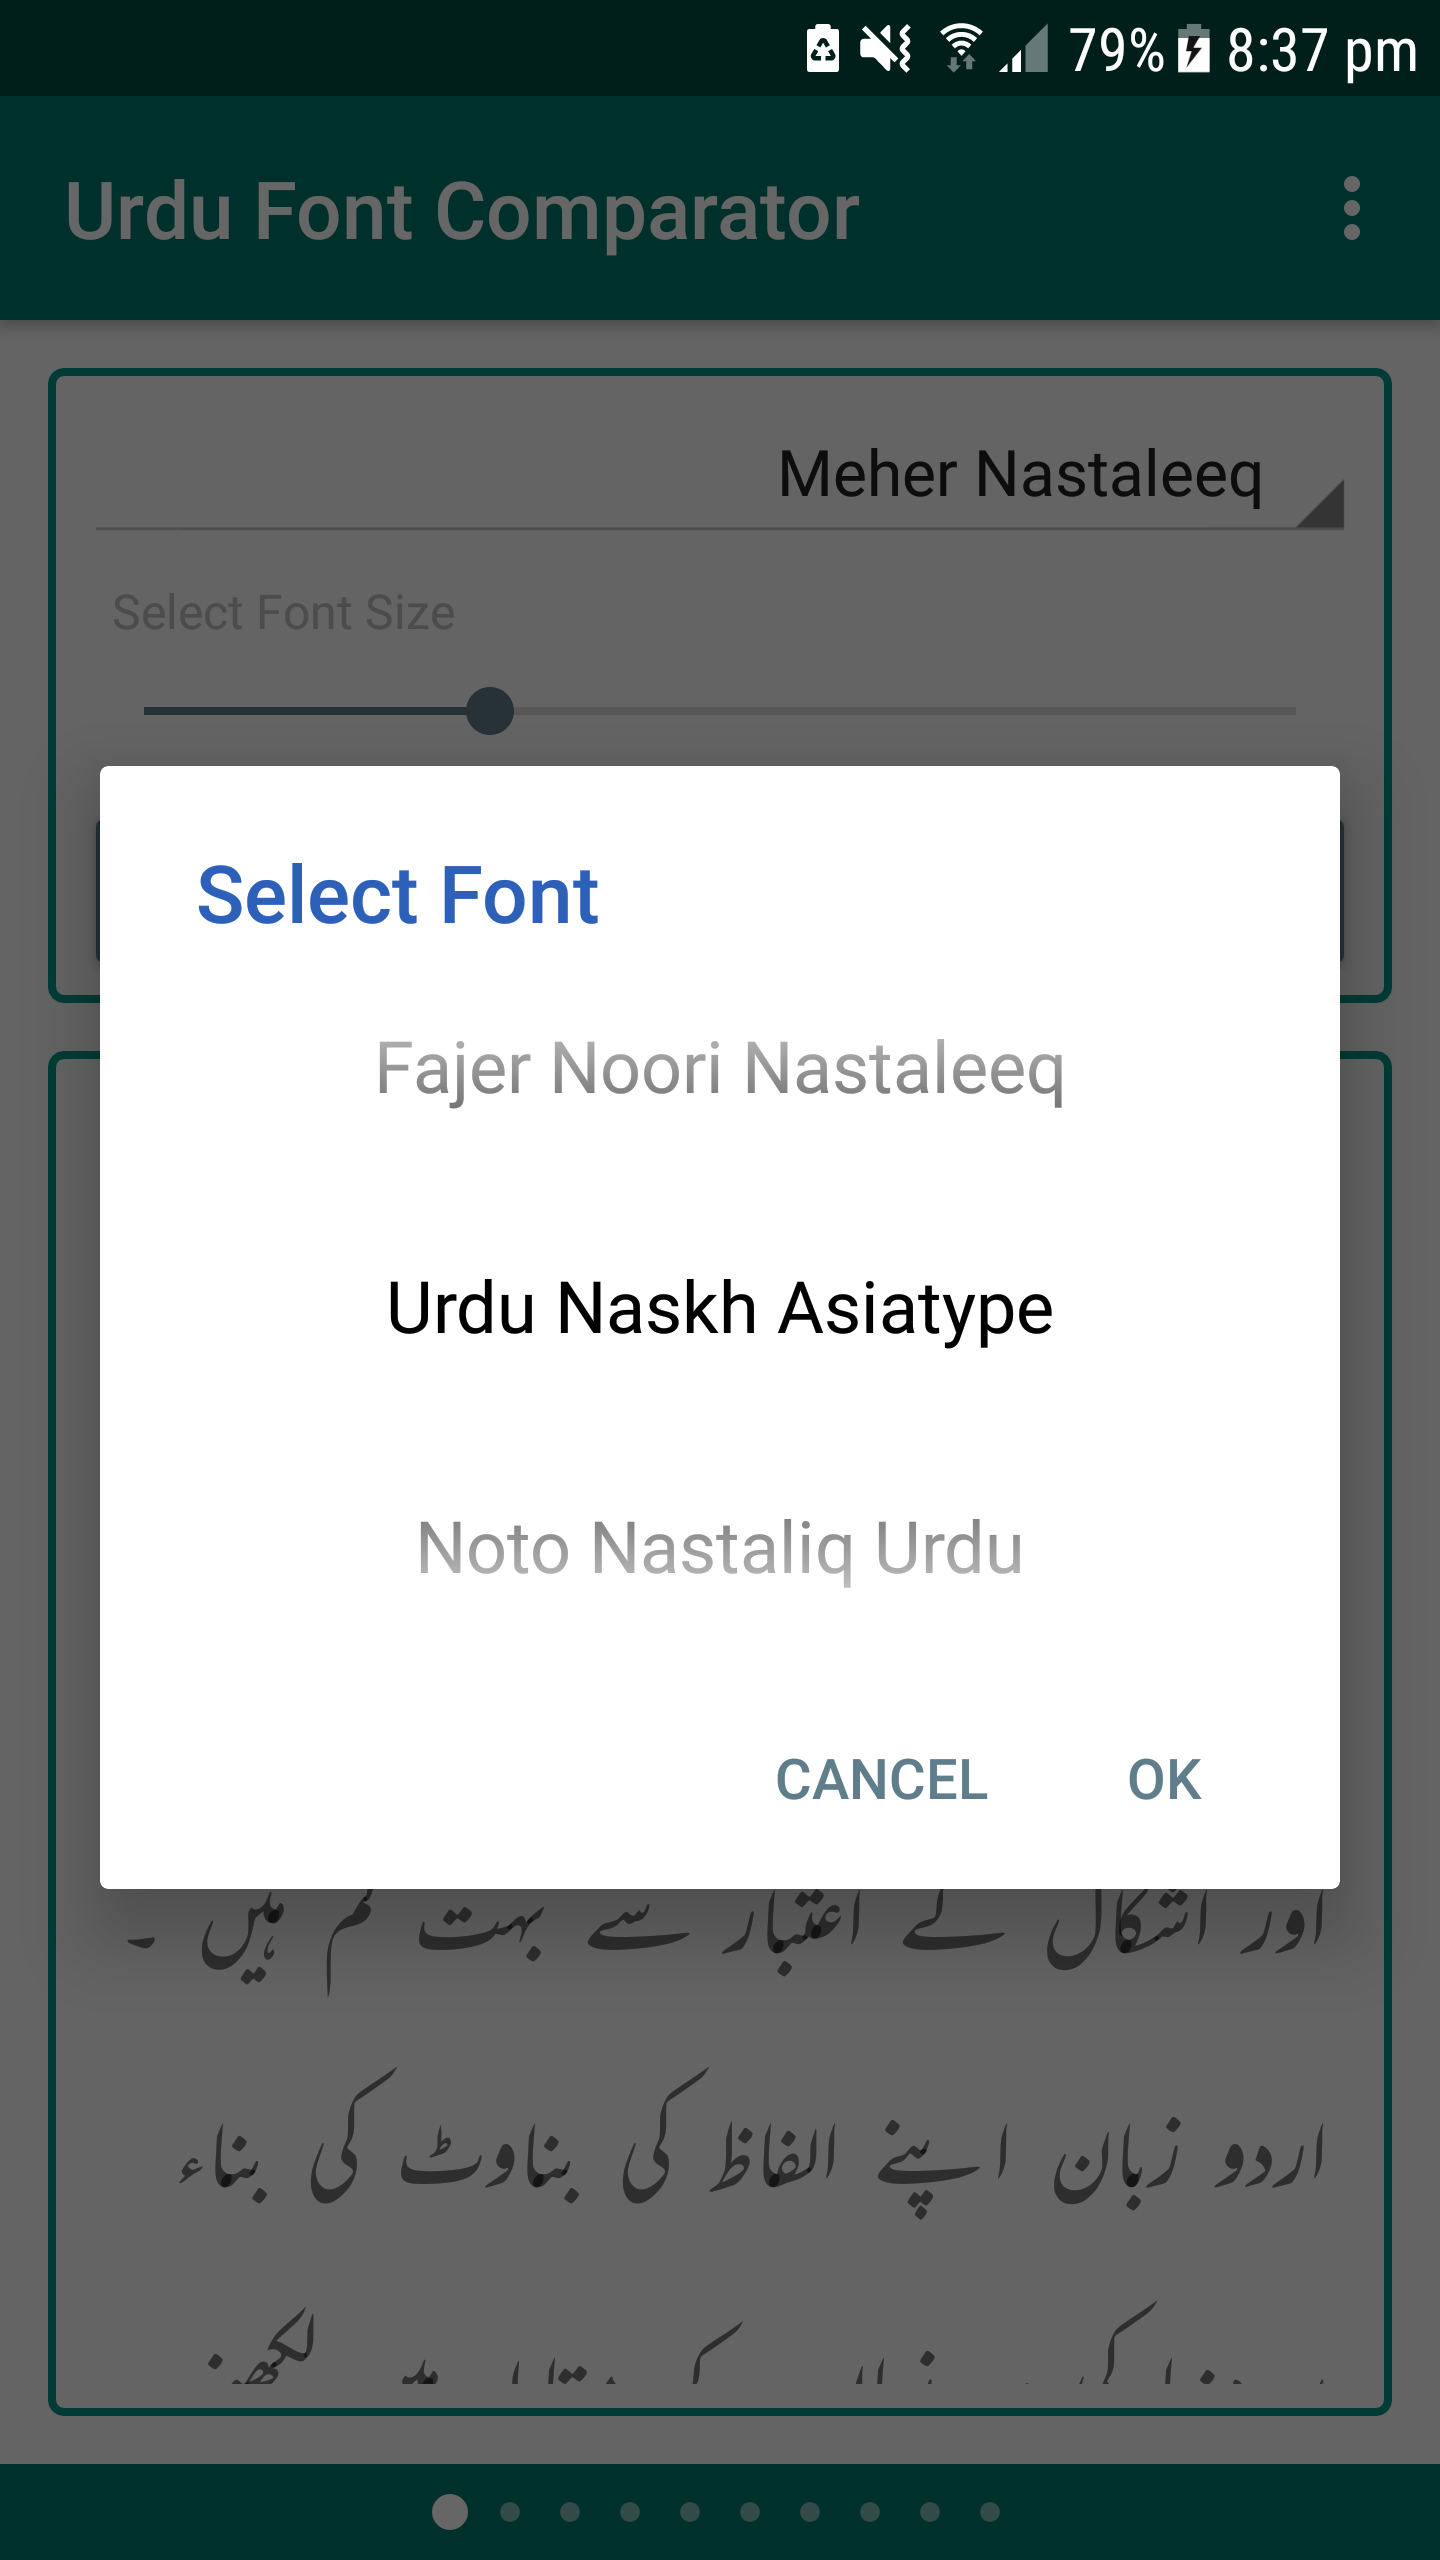 79% 8:37 pm
Urdu Font Comparator
Meher Nastaleeq
Select Font Size
Select Font
Fajer Noori Nastaleeq
Urdu Naskh Asiatype
Noto Nastaliq Urdu
CANCEL OK
اور اشکال کے اعتبار سے بہت کم ہیں ۔
اردو زبان اپنے الفاظ کی بناوٹ کی بناء